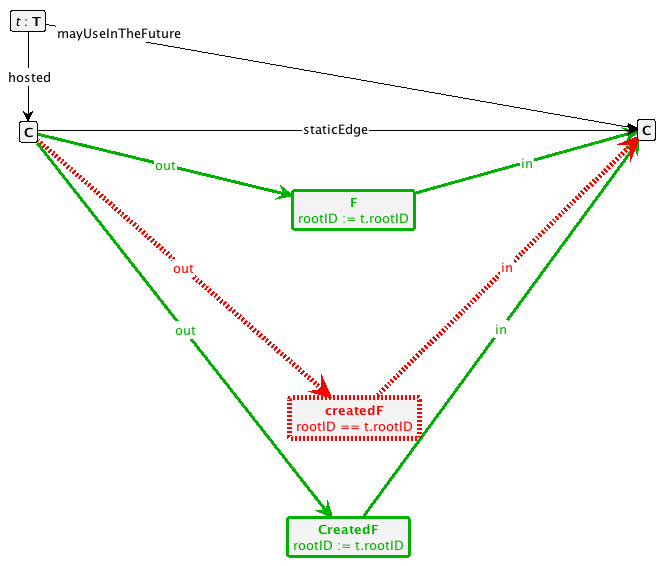 t : T
mayUseInTheFuture
hosted
C
staticEdge
C
out
in
F
rootID := t.rootID
out
in
out
in
createdF
rootID == t.rootID
CreatedF
rootID := t.rootID